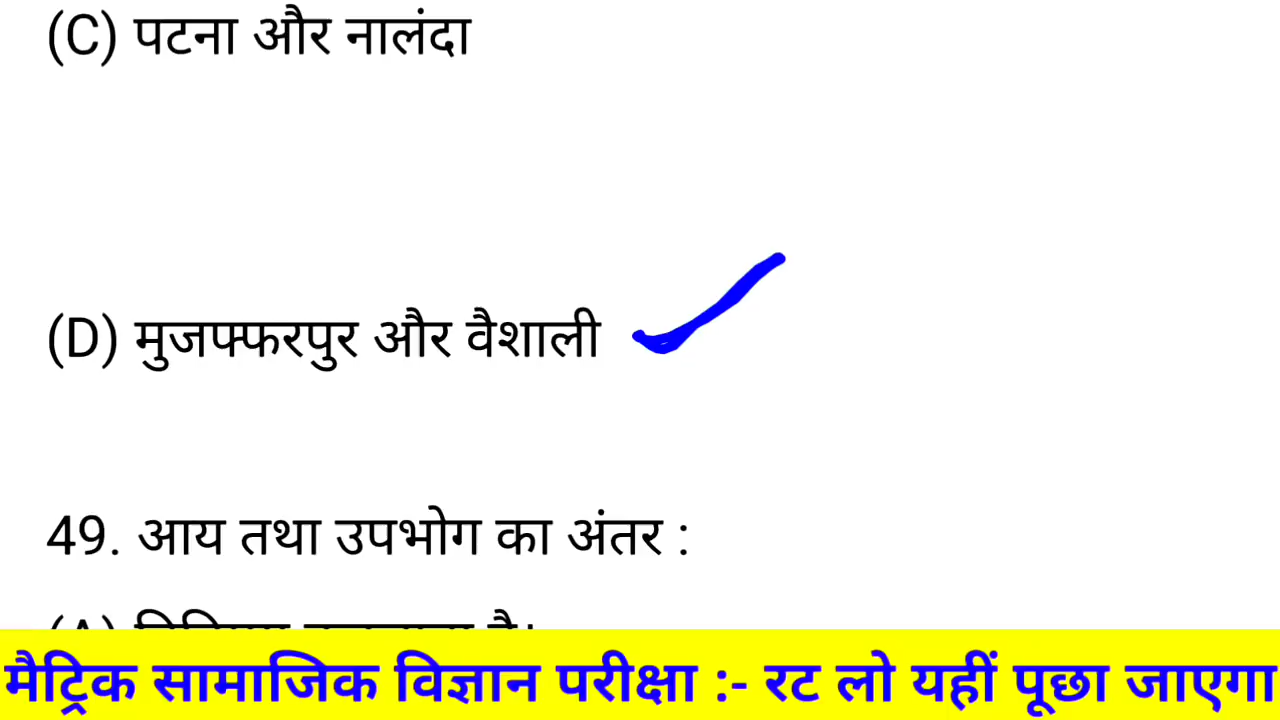 (C) पटना और नालंदा
(D) मुजफ्फरपुर और वैशाली
49. आय तथा उपभोग का अंतर :
(A)
मैट्रिक सामाजिक विज्ञान परीक्षा :- रट लो यहीं पूछा जाएगा